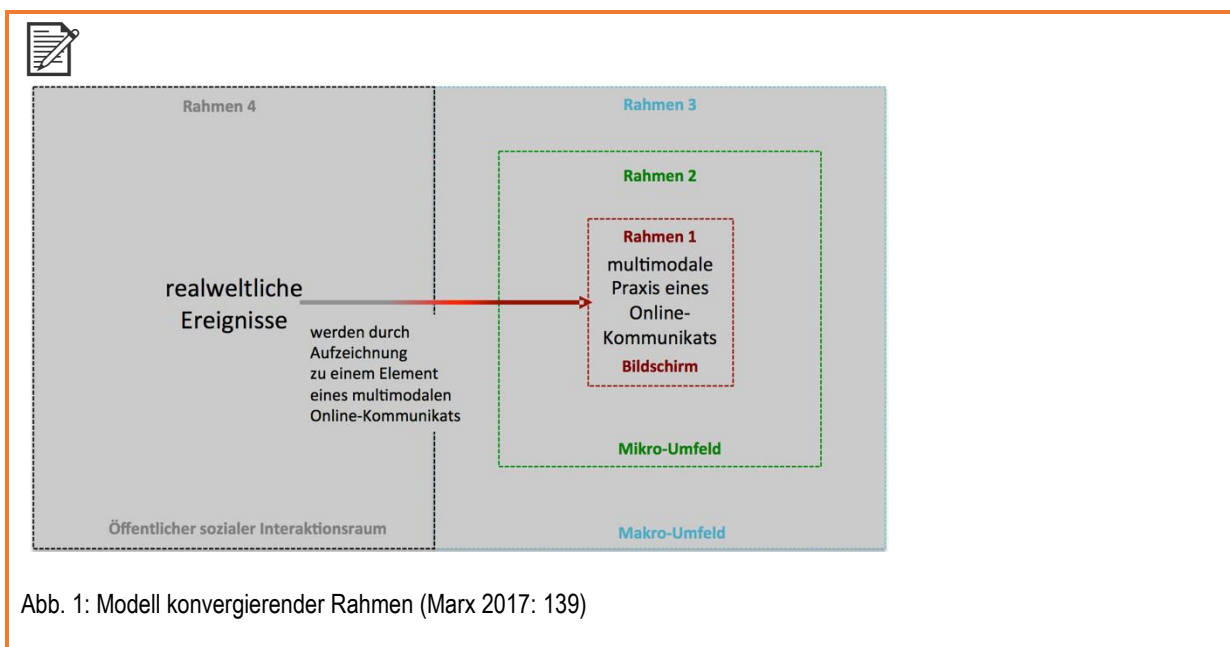 Rahmen 4
Rahmen 3
Rahmen 2
Rahmen 1
multimodale
Praxis eines
Online-
Kommunikats
Bildschirm
realweltliche
Ereignisse
werden durch
Aufzeichnung
zu einem Element
eines multimodalen
Online-Kommunikats
Mikro-Umfeld
Öffentlicher sozialer Interaktionsraum
Makro-Umfeld
Abb. 1: Modell konvergierender Rahmen (Marx 2017: 139)